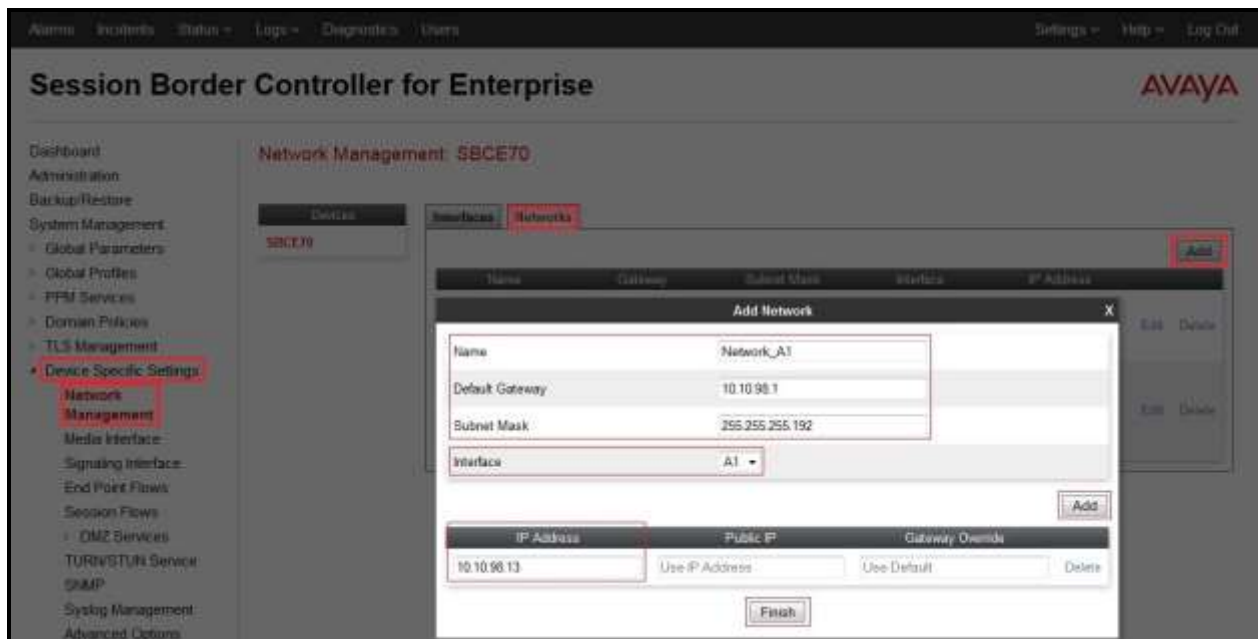 Alarms Incidents Status Logs Diagnostics Users Settings Help Log Out
Session Border Controller for Enterprise
AVAYA
Dashboard
Administration
Backup/Restore
System Management
Global Parameters
Global Profiles
PPM Services
Domain Policies
TLS Management
Device Specific Settings
Network
Management
Media Interface
Signaling Interface
End Point Flows
Session Flows
DMZ Services
TURN/STUN Service
SNMP
Syslog Management
Advanced Options
Network Management: SBCE70
Devices
SBCE70
Interfaces Networks
Add
Name Gateway Subnet Mask Interface IP Address
Edit Delete
Edit Delete
Add Network X
Name Network_A1
Default Gateway 10.10.98.1
Subnet Mask 255.255.255.192
Interface A1
Add
IP Address Public IP Gateway Override
10.10.98.13 Use IP Address Use Default Delete
Finish